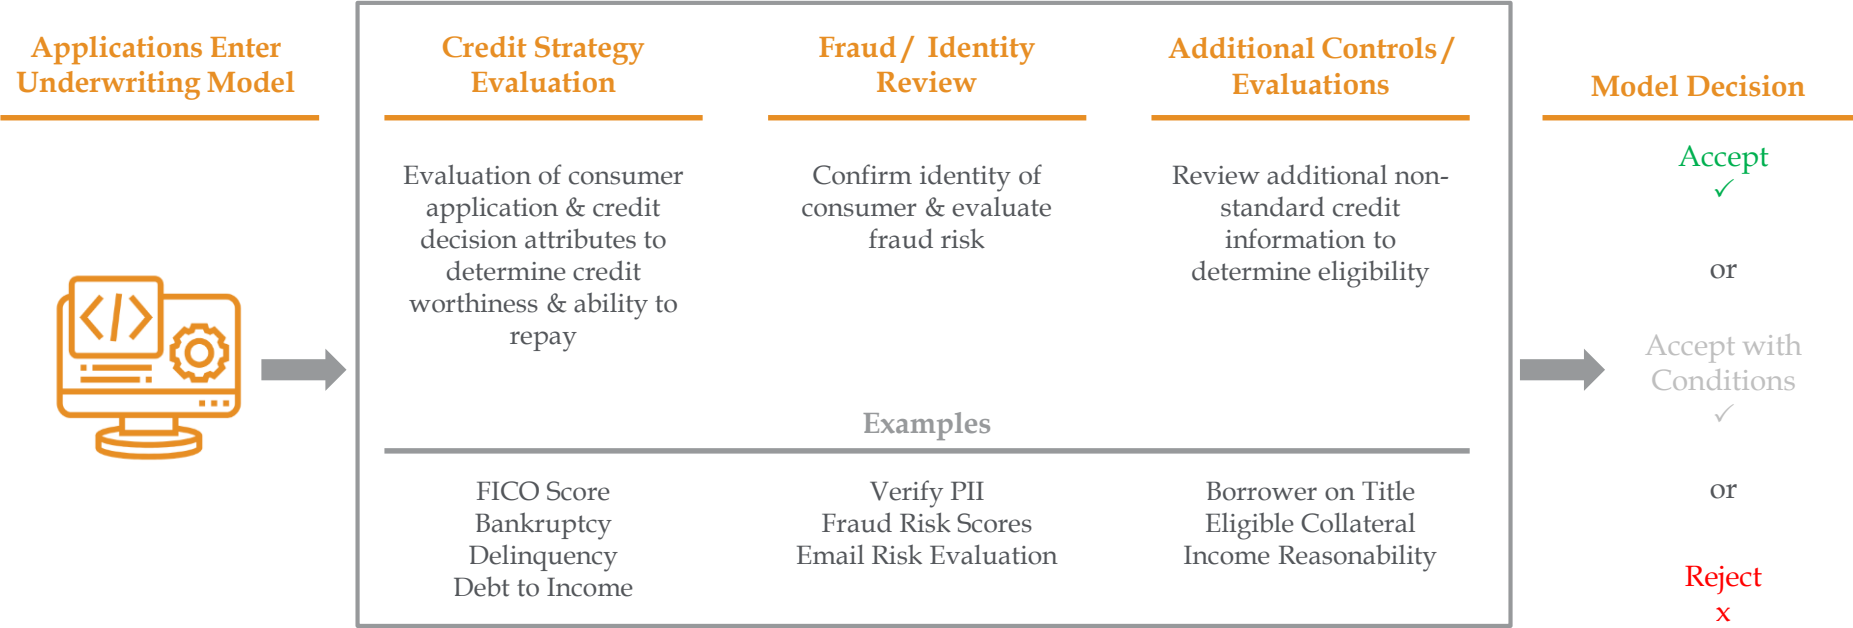 Applications Enter
Underwriting Model
Credit Strategy
Evaluation
Evaluation of consumer
application & credit
decision attributes to
determine credit
worthiness & ability to
repay
Fraud / Identity
Review
Confirm identity of
consumer & evaluate
fraud risk
Additional Controls /
Evaluations
Review additional non-
standard credit
information to
determine eligibility
Examples
FICO Score
Bankruptcy
Delinquency
Debt to Income
Verify PII
Fraud Risk Scores
Email Risk Evaluation
Borrower on Title
Eligible Collateral
Income Reasonability
Model Decision
Accept
✓
or
Accept with
Conditions
✓
or
Reject
x